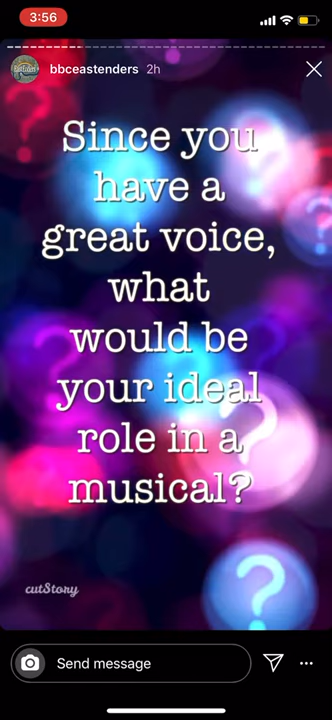 3:56
bbceastenders 2h
Since you
have a
great voice,
what
would be
your ideal
role in a
musical?
cutStory
Send message